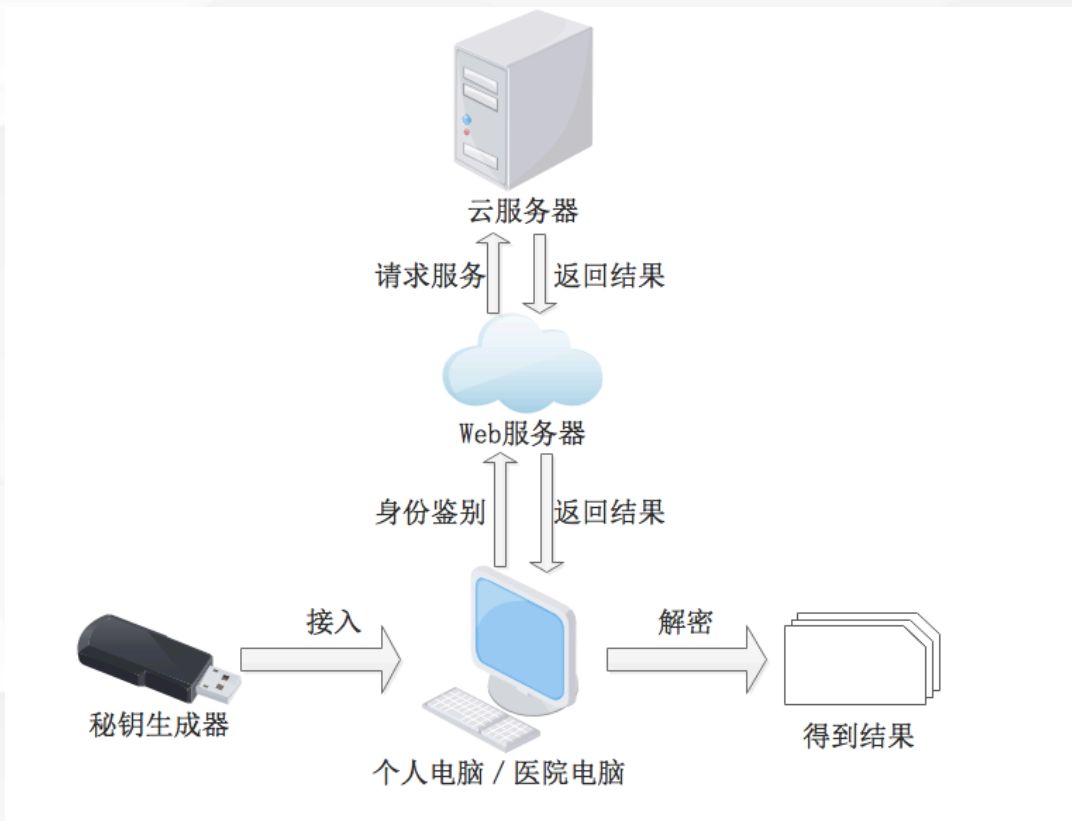 云服务器
请求服务
返回结果
Web服务器
身份鉴别
返回结果
接入
解密
秘钥生成器
得到结果
个人电脑 / 医院电脑